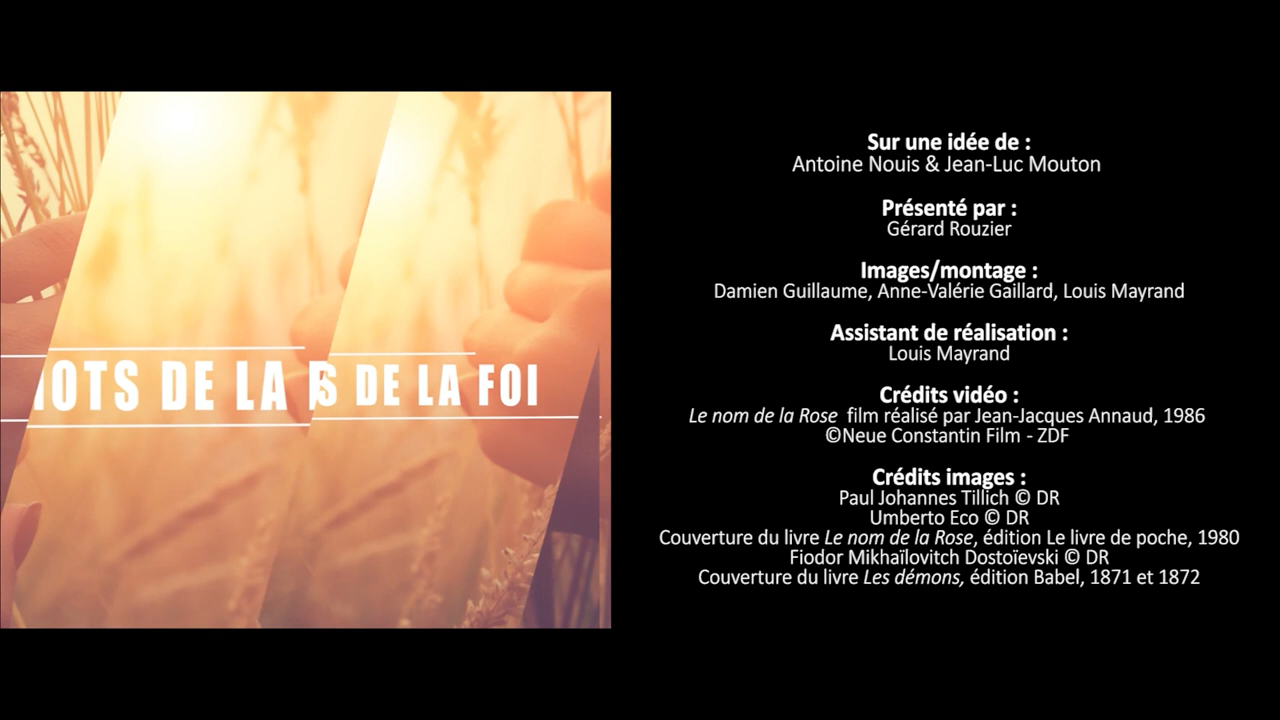 OTS DE LA
S DE LA FOI
Sur une idée de :
Antoine Nouis & Jean-Luc Mouton
Présenté par :
Gérard Rouzier
Images/montage :
Damien Guillaume, Anne-Valérie Gaillard, Louis Mayrand
Assistant de réalisation :
Louis Mayrand
Crédits vidéo :
Le nom de la Rose film réalisé par Jean-Jacques Annaud, 1986
©Neue Constantin Film - ZDF
Crédits images :
Paul Johannes Tillich © DR
Umberto Eco © DR
Couverture du livre Le nom de la Rose, édition Le livre de poche, 1980
Fiodor Mikhaïlovitch Dostoïevski © DR
Couverture du livre Les démons, édition Babel, 1871 et 1872